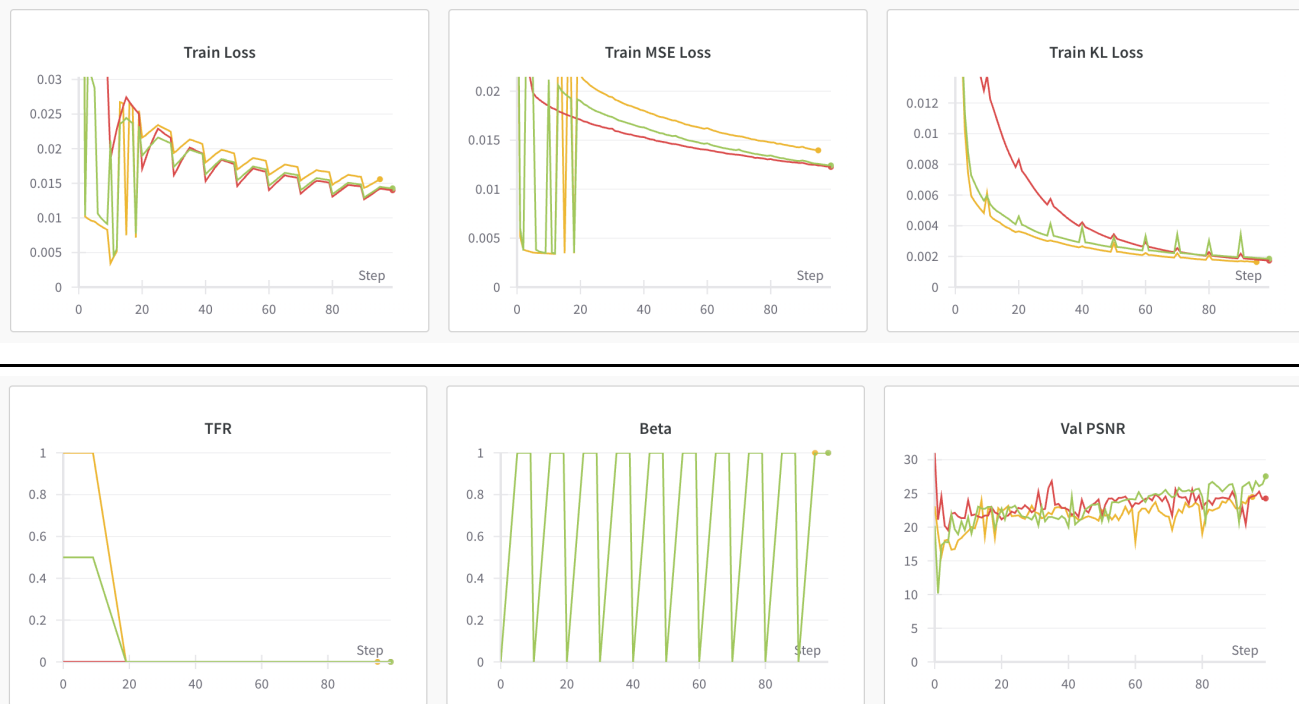 Train Loss
0.03
0.025
0.02
0.015
0.01
0.005
0
0 20 40 60 80
Step
Train MSE Loss
0.02
0.015
0.01
0.005
0
0 20 40 60 80
Step
Train KL Loss
0.012
0.01
0.008
0.006
0.004
0.002
0
0 20 40 60 80
Step
TFR
1
0.8
0.6
0.4
0.2
0
0 20 40 60 80
Step
Beta
1
0.8
0.6
0.4
0.2
0
0 20 40 60 80
Step
Val PSNR
30
25
20
15
10
5
0
0 20 40 60 80
Step